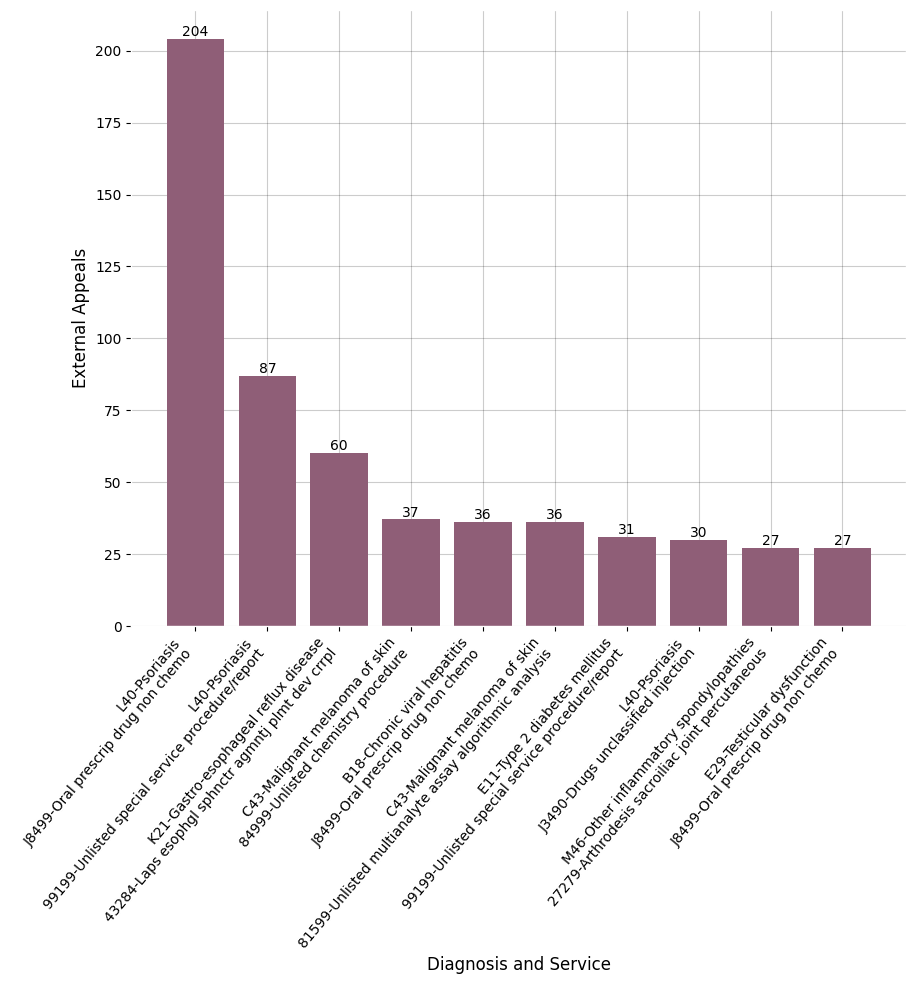 External Appeals
200
175
150
125
100
75
50
25
0
204
87
60
37
36
36
31
30
27
27
L40-Psoriasis
J8499-Oral prescrip drug non chemo
L40-Psoriasis
99199-Unlisted special service procedure/report
K21-Gastro-esophageal reflux disease
43284-Laps esophgl sphnctr agmntj plmt dev crrpl
C43-Malignant melanoma of skin
84999-Unlisted chemistry procedure
B18-Chronic viral hepatitis
J8499-Oral prescrip drug non chemo
C43-Malignant melanoma of skin
81599-Unlisted multianalyte assay algorithmic analysis
E11-Type 2 diabetes mellitus
99199-Unlisted special service procedure/report
L40-Psoriasis
J3490-Drugs unclassified injection
M46-Other inflammatory spondylopathies
27279-Arthrodesis sacroiliac joint percutaneous
E29-Testicular dysfunction
J8499-Oral prescrip drug non chemo
Diagnosis and Service